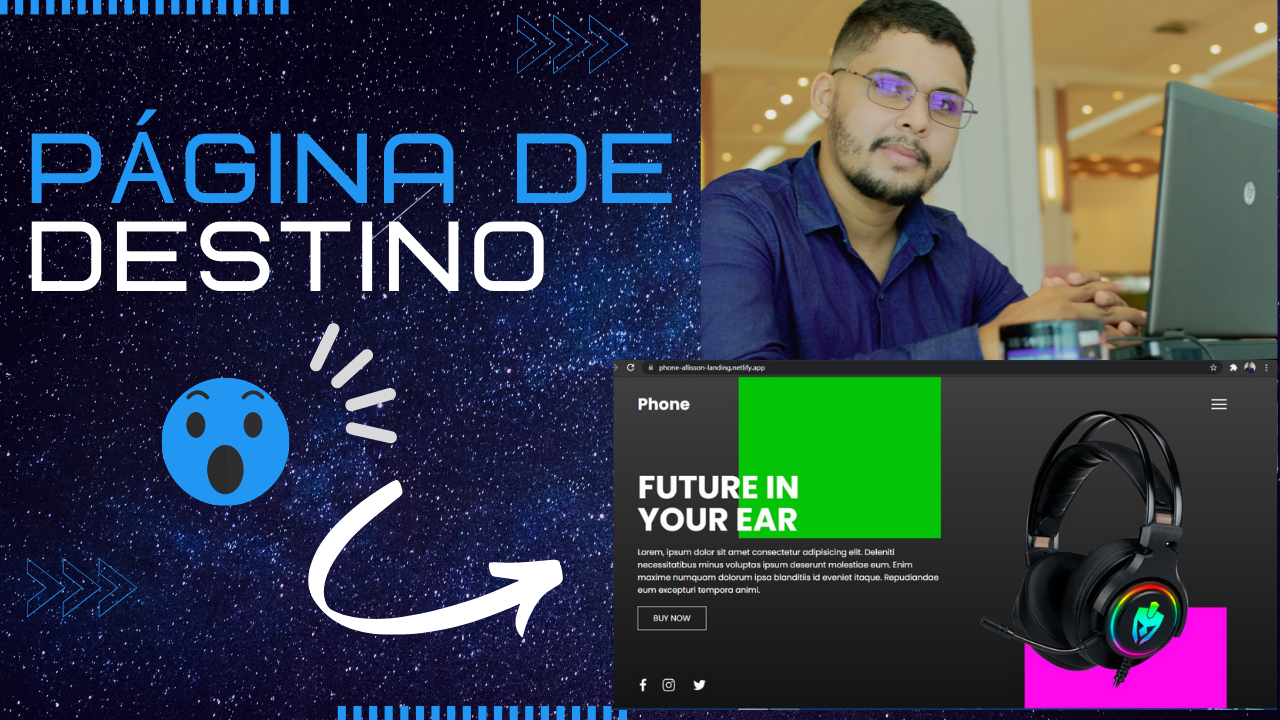 PÁGINA DE
DESTINO
phone-allisson-landing.netlify.app
Phone
FUTURE IN
YOUR EAR
Lorem, ipsum dolor sit amet consectetur adipisicing elit. Deleniti
necessitatibus minus voluptas ipsum deserunt molestiae eum. Enim
maxime numquam dolorum ipsa blanditiis id eveniet itaque. Repudiandae
eum excepturi tempora animi.
BUY NOW